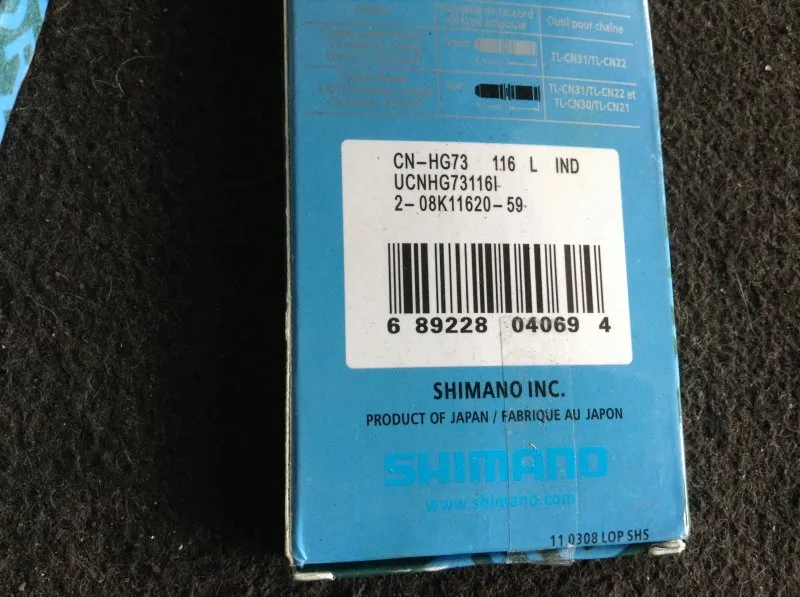 de raccord
Outil pour chaîne
TL-CN31/TL-CN22
TL-CN31/TL-CN22 et
TL-CN30/TL-CN21
CN-HG73 116 L IND
UCNHG73116I
2-08K11620-59
6 89228 04069 4
SHIMANO INC.
PRODUCT OF JAPAN / FABRIQUE AU JAPON
SHIMANO
www.shimano.com
11 0308 LOP SHS